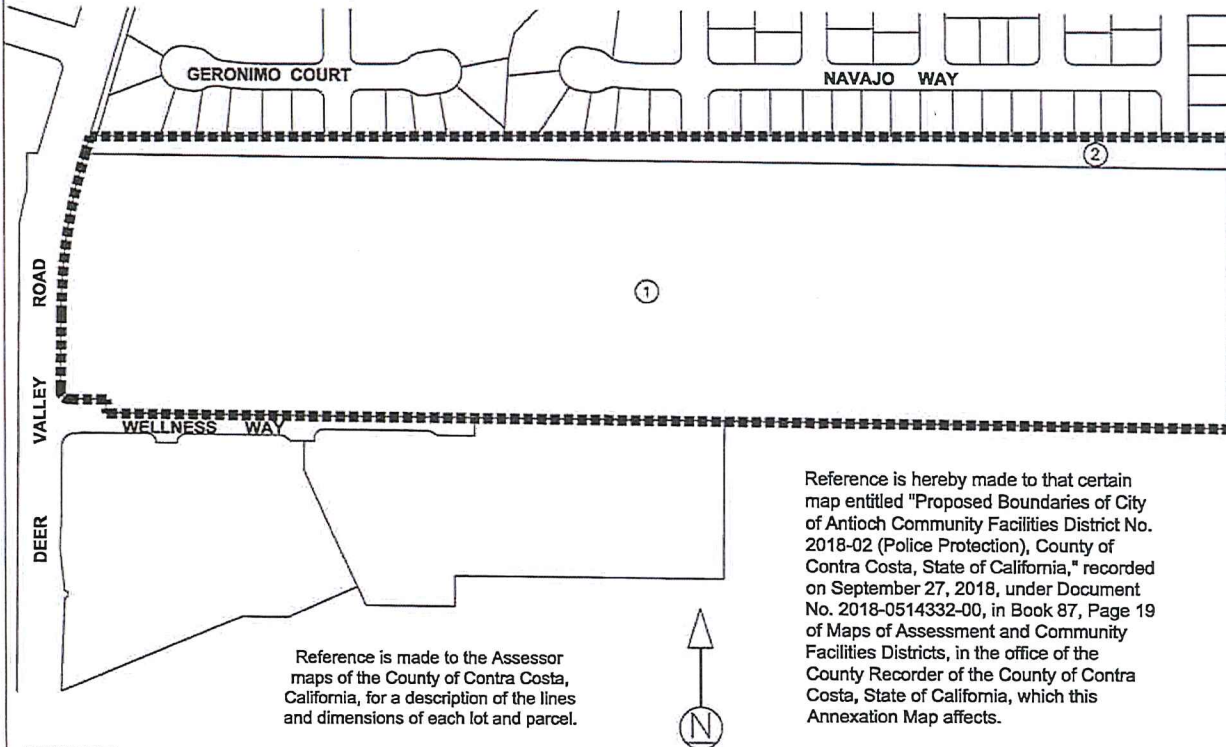 GERONIMO COURT
NAVAJO WAY
2
1
DEER VALLEY ROAD
WELLNESS WAY
Reference is hereby made to that certain
map entitled "Proposed Boundaries of City
of Antioch Community Facilities District No.
2018-02 (Police Protection), County of
Contra Costa, State of California," recorded
on September 27, 2018, under Document
No. 2018-0514332-00, in Book 87, Page 19
of Maps of Assessment and Community
Facilities Districts, in the office of the
County Recorder of the County of Contra
Costa, State of California, which this
Annexation Map affects.
Reference is made to the Assessor
maps of the County of Contra Costa,
California, for a description of the lines
and dimensions of each lot and parcel.
N